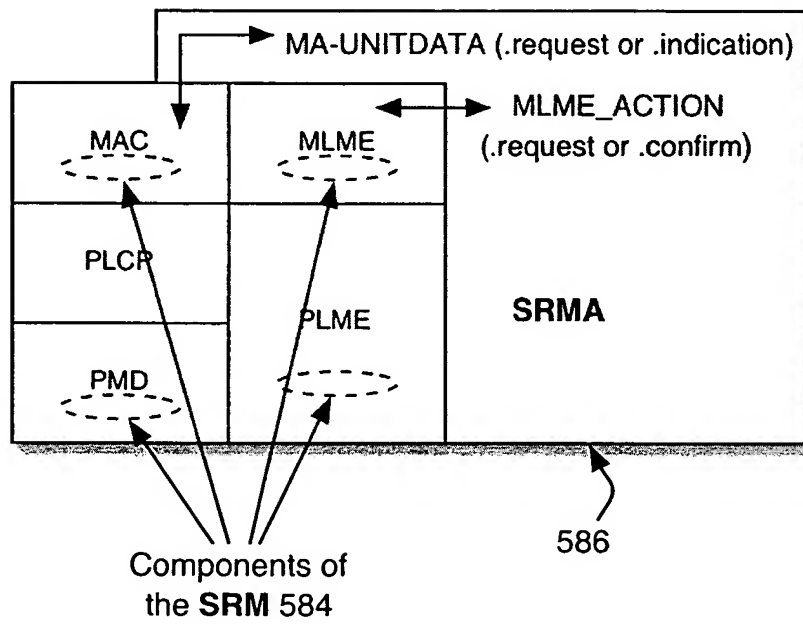 MA-UNITDATA (.request or .indication)
MAC
MLME
MLME_ACTION
(.request or .confirm)
PLCP
PLME
SRMA
PMD
Components of
the SRM 584
586